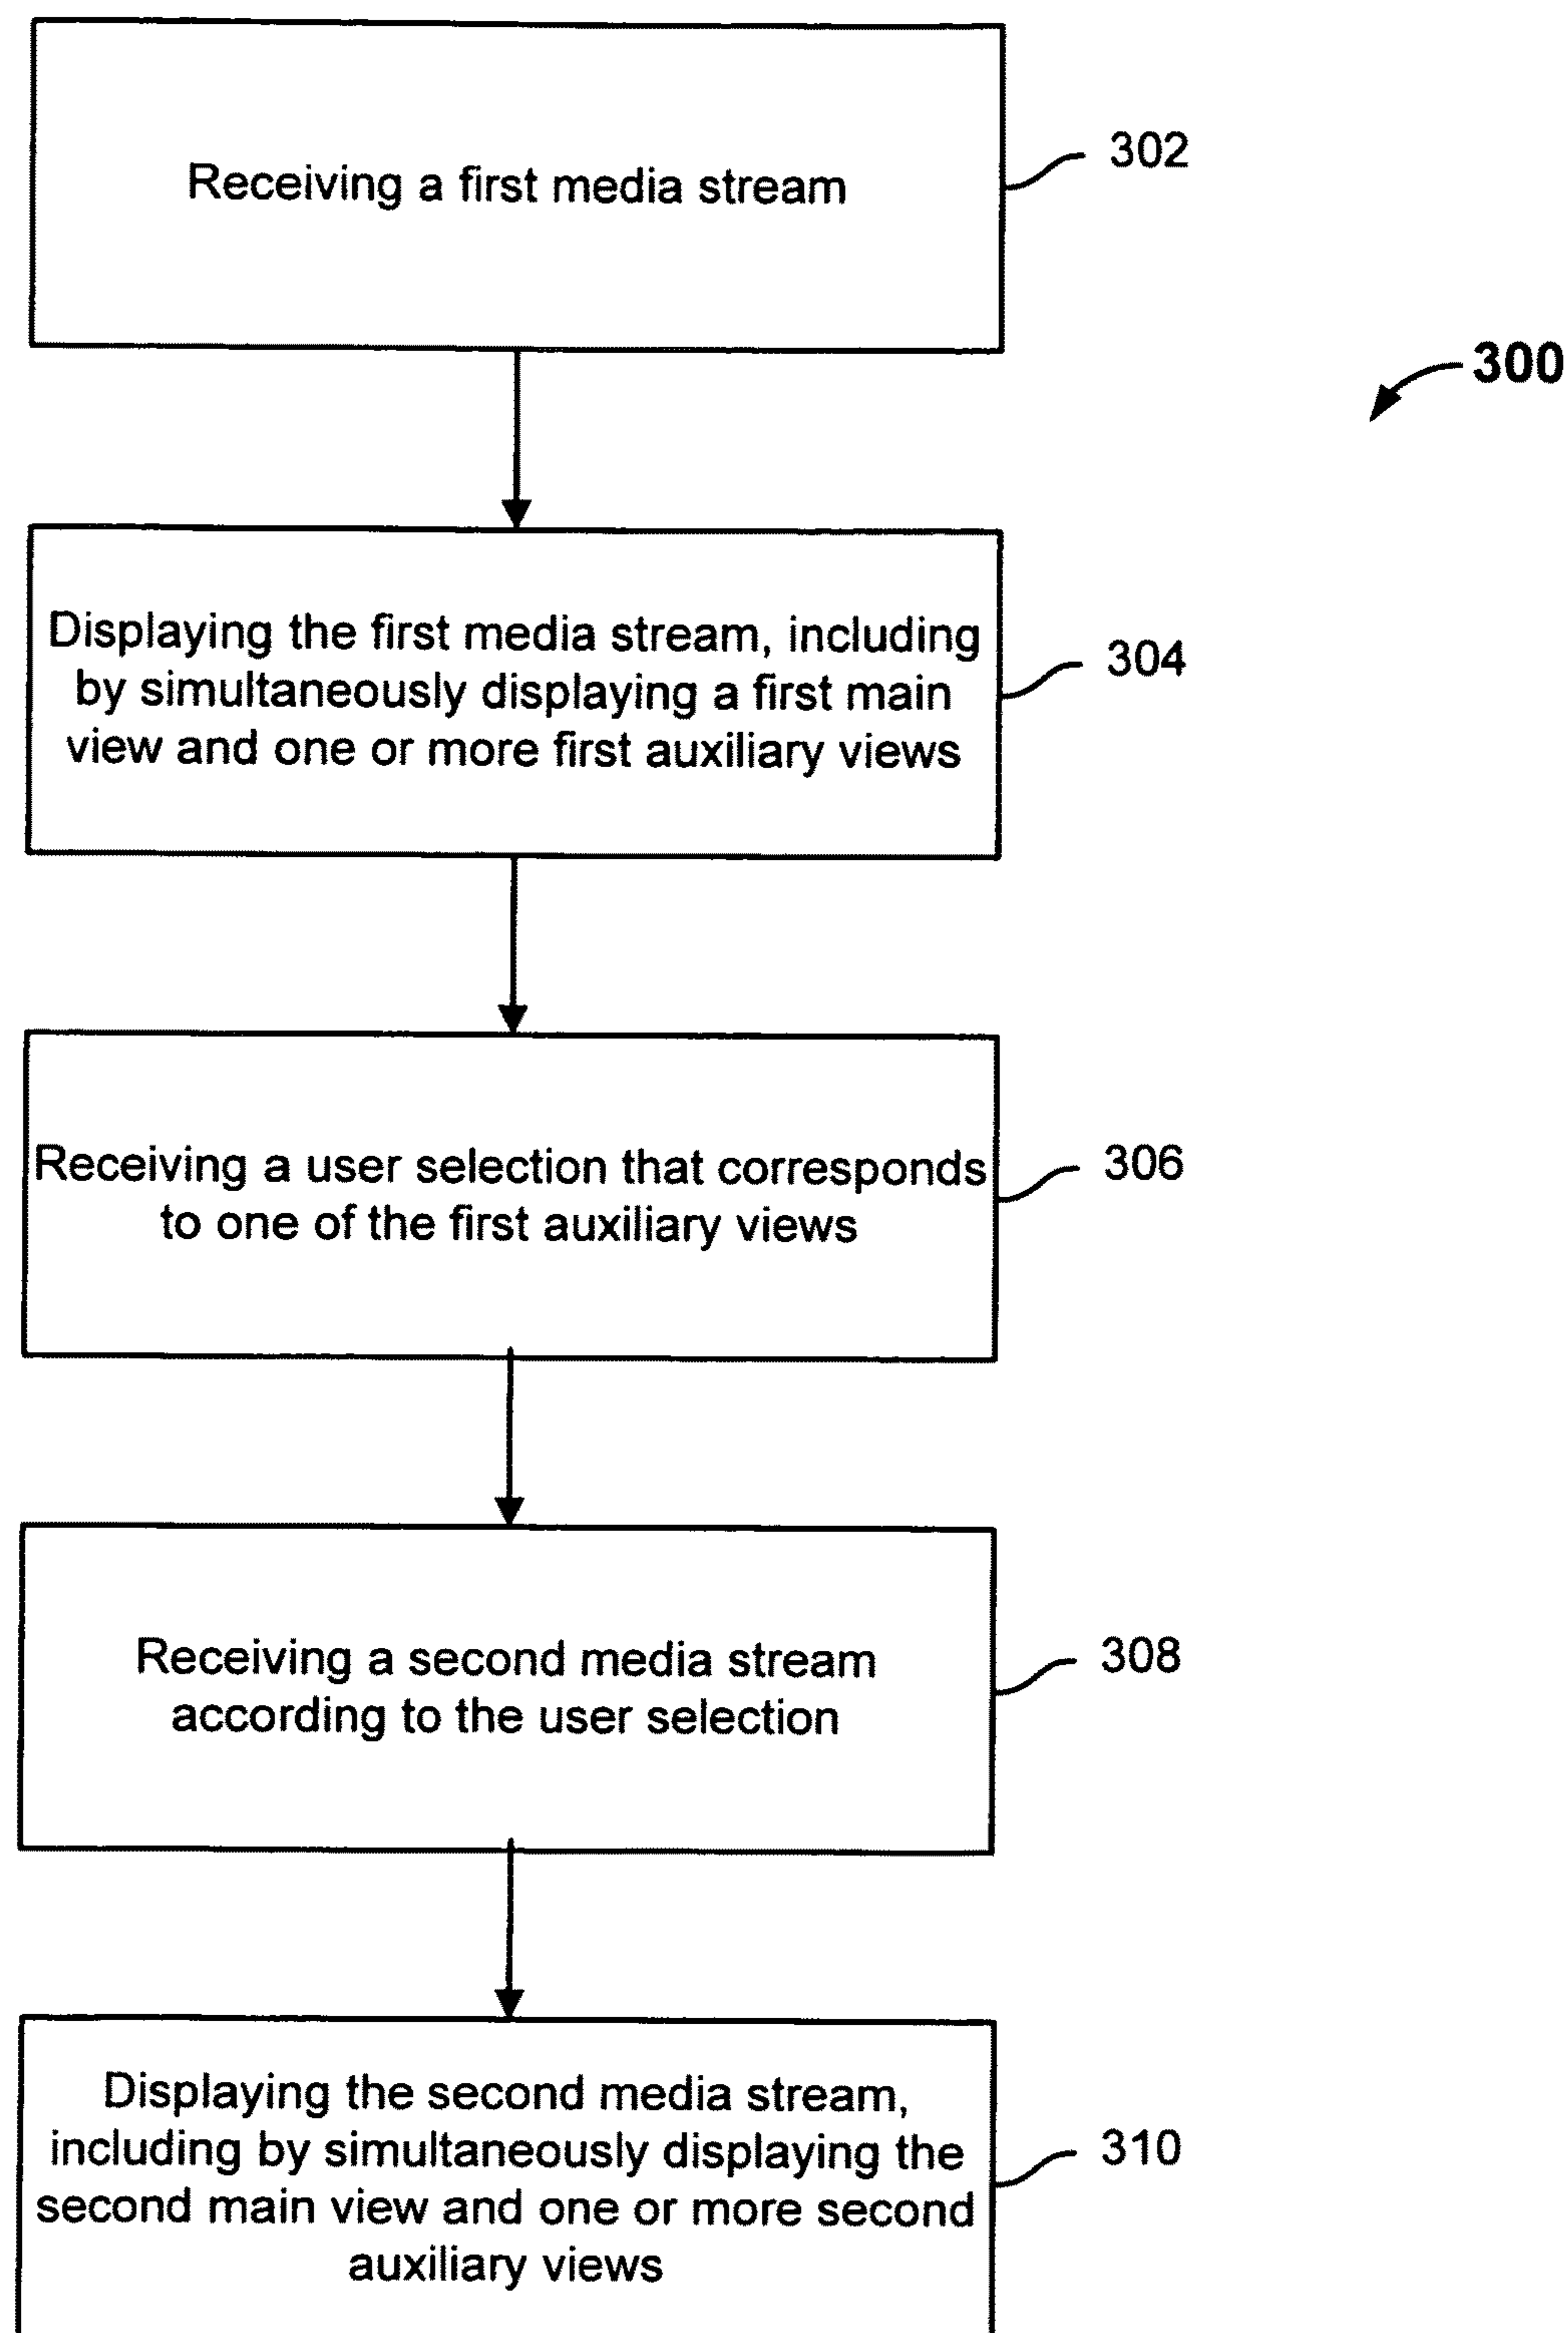 Receiving a first media stream
302
300
Displaying the first media stream, including
by simultaneously displaying a first main
view and one or more first auxiliary views
304
Receiving a user selection that corresponds
to one of the first auxiliary views
306
Receiving a second media stream
according to the user selection
308
Displaying the second media stream,
including by simultaneously displaying the
second main view and one or more second
auxiliary views
310